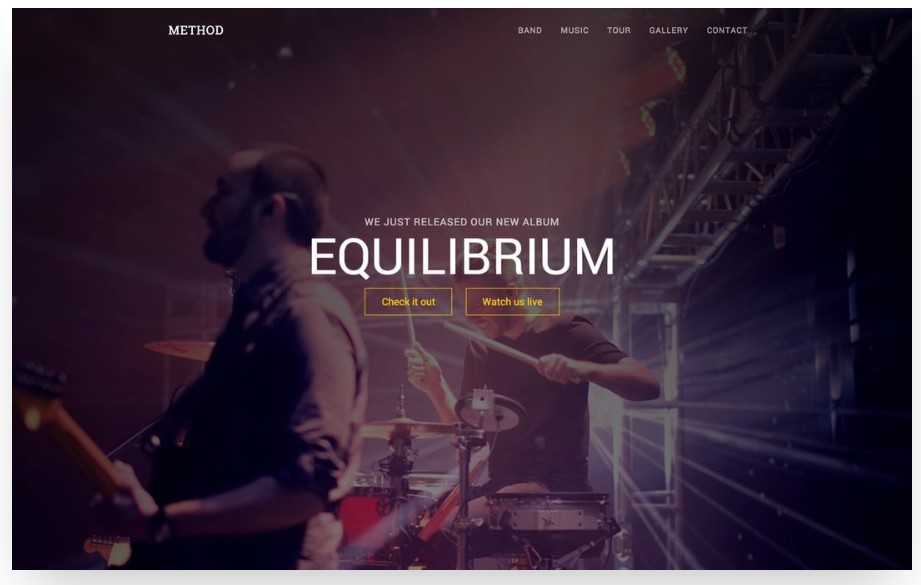 METHOD
BAND MUSIC TOUR GALLERY CONTACT
WE JUST RELEASED OUR NEW ALBUM
EQUILIBRIUM
Check it out Watch us live